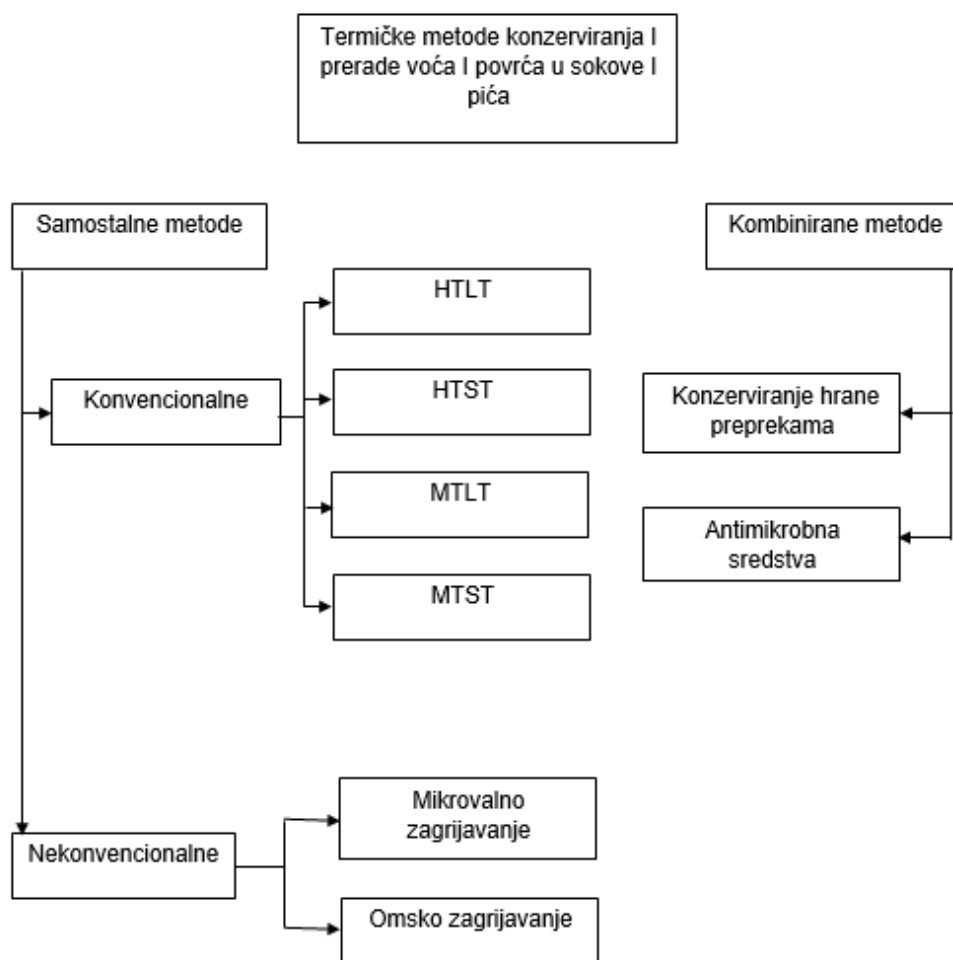 Termičke metode konzerviranja I
prerade voća I povrća u sokove I
pića
Samostalne metode
Kombinirane metode
HTLT
Konvencionalne
HTST
Konzerviranje hrane
preprekama
MTLT
Antimikrobna
sredstva
MTST
Nekonvencionalne
Mikrovalno
zagrijavanje
Omsko zagrijavanje